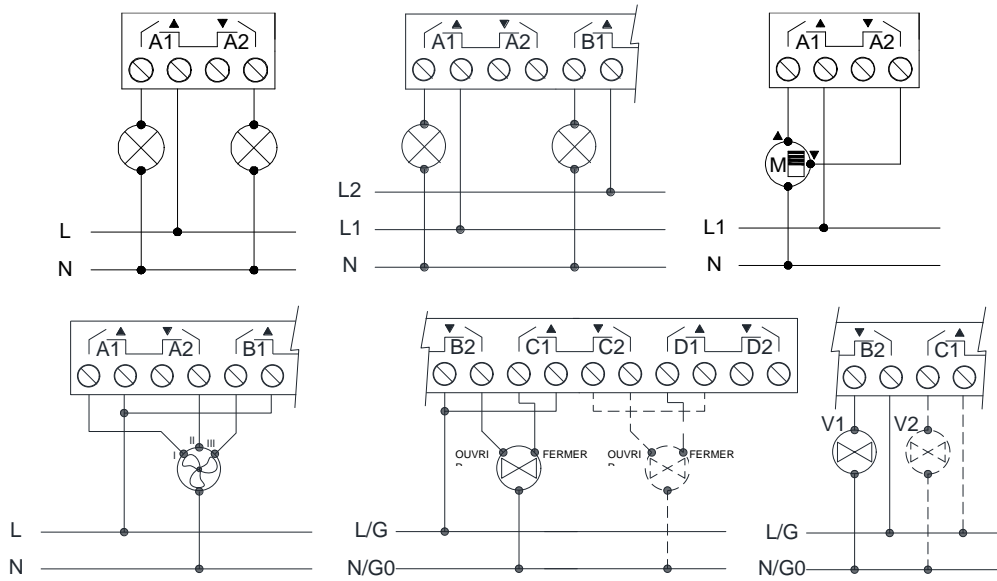 A1 A2
L
N
A1 A2 B1
L2
L1
N
A1 A2
M
L1
N
A1 A2 B1
I II III
L
N
B2 C1 C2 D1 D2
OUVRI FERMER OUVRI FERMER
L/G
N/G0
B2 C1
V1 V2
L/G
N/G0